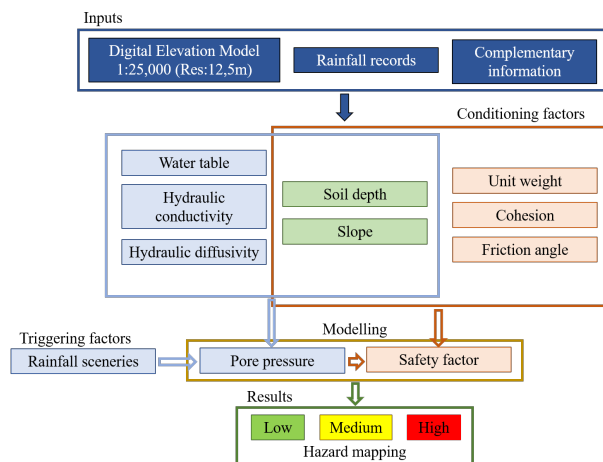 Inputs
Digital Elevation Model
1:25,000 (Res:12,5m)
Rainfall records
Complementary
information
Conditioning factors
Water table
Hydraulic
conductivity
Hydraulic diffusivity
Soil depth
Slope
Unit weight
Cohesion
Friction angle
Triggering factors
Rainfall sceneries
Modelling
Pore pressure
Safety factor
Results
Low
Medium
High
Hazard mapping